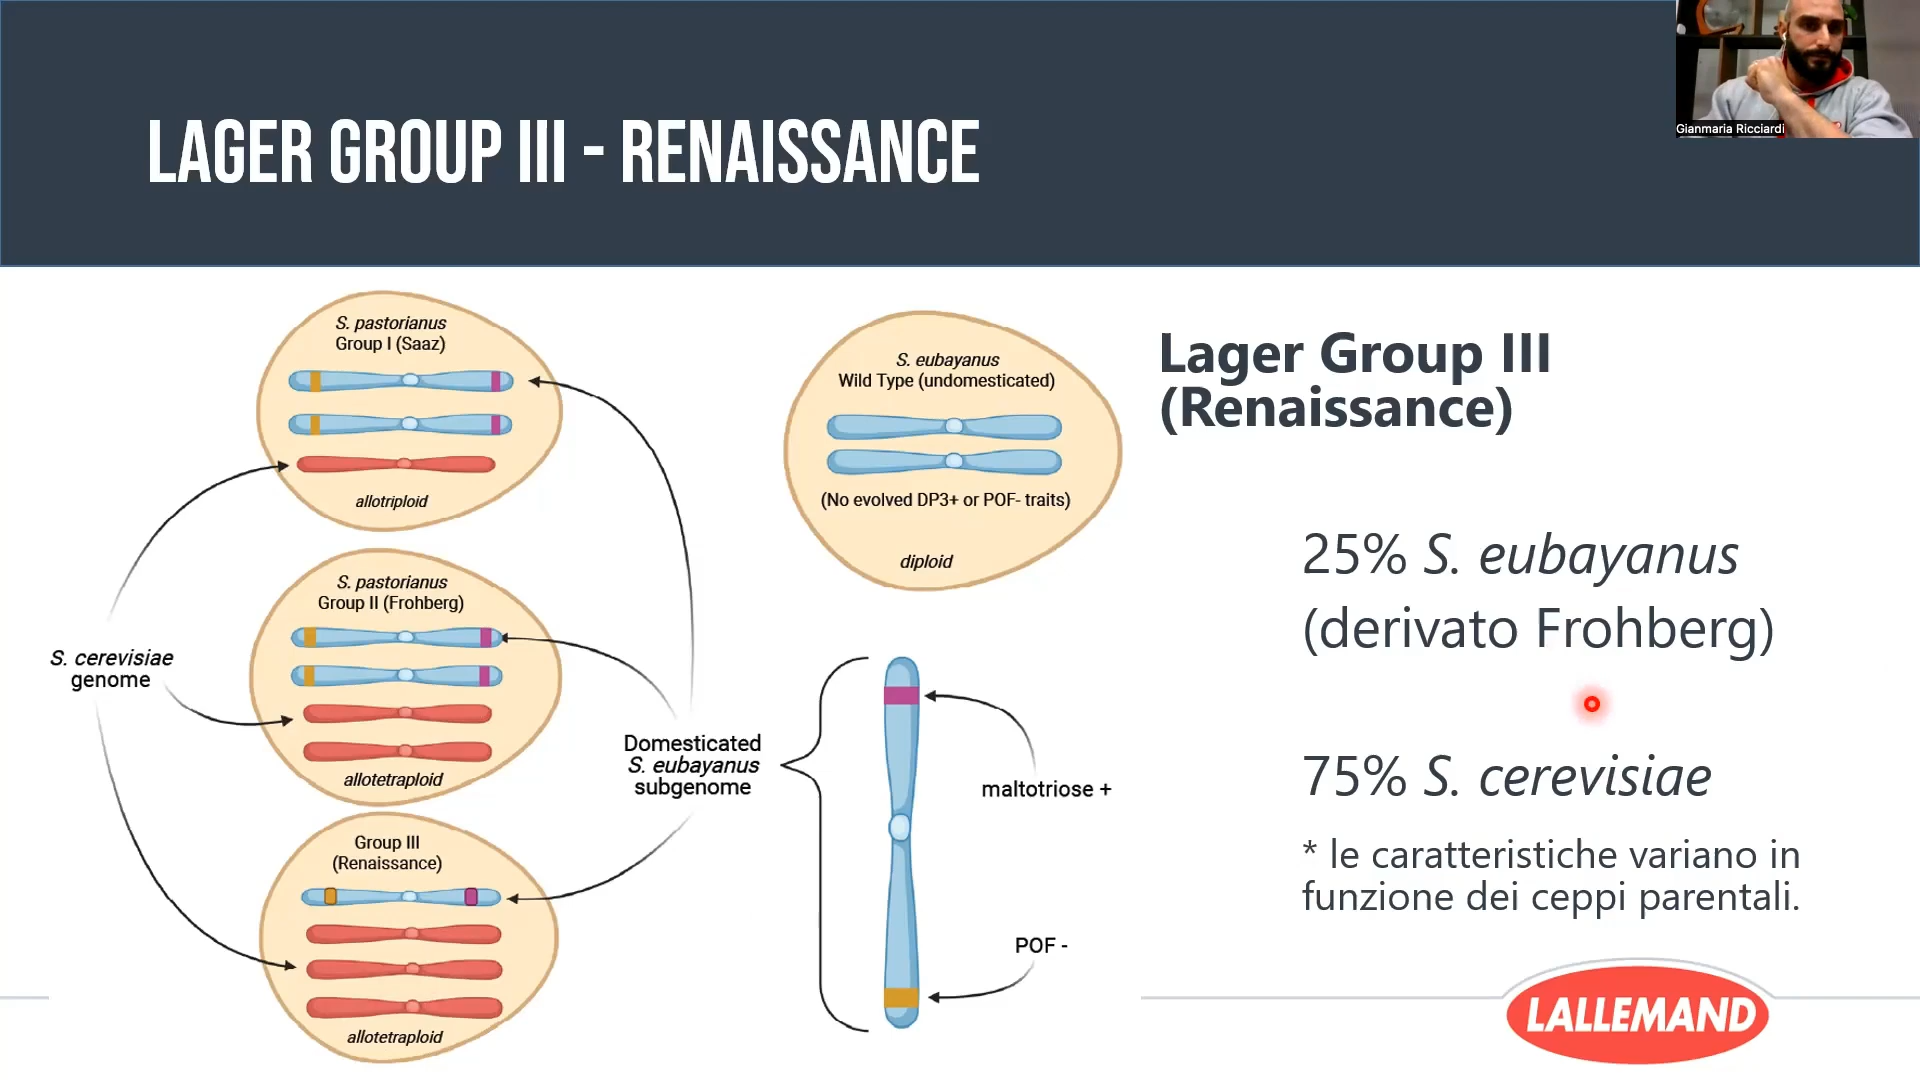 LAGER GROUP III - RENAISSANCE
Gianmaria Ricciardi
S. pastorianus
Group I (Saaz)
allotriploid
S. pastorianus
Group II (Frohberg)
allotetraploid
Group III
(Renaissance)
allotetraploid
S. cerevisiae
genome
Domesticated
S. eubayanus
subgenome
S. eubayanus
Wild Type (undomesticated)
(No evolved DP3+ or POF- traits)
diploid
maltotriose +
POF -
Lager Group III
(Renaissance)
25% S. eubayanus
(derivato Frohberg)
75% S. cerevisiae
* le caratteristiche variano in
funzione dei ceppi parentali.
LALLEMAND